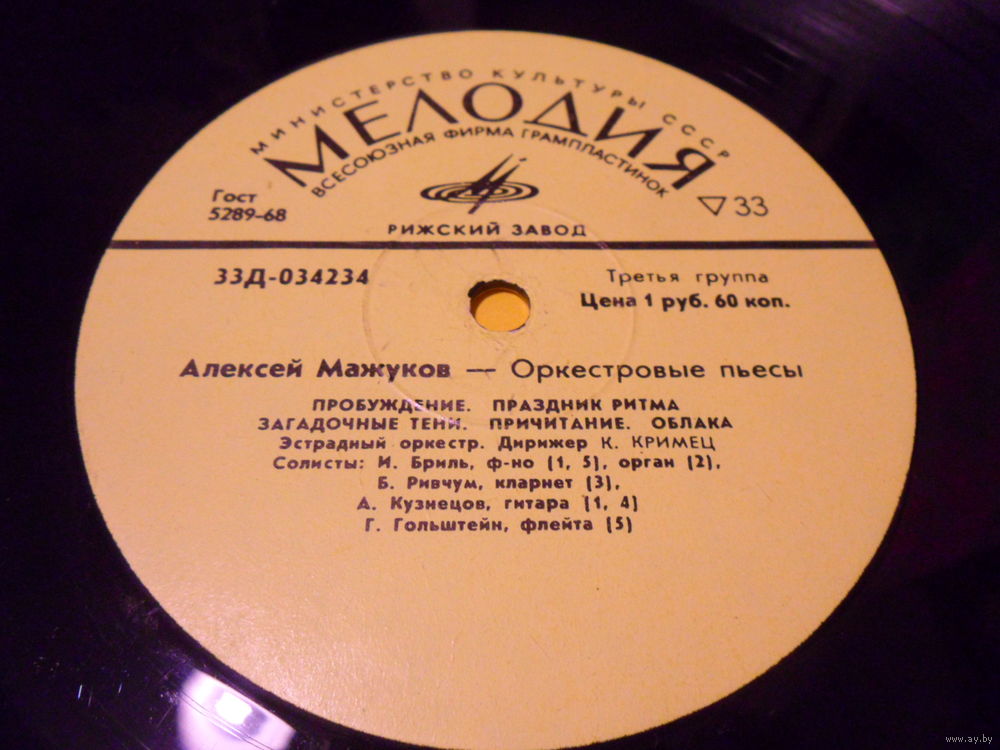 МИНИСТЕРСТВО КУЛЬТУРЫ СССР
МЕЛОДИЯ
ВСЕСОЮЗНАЯ ФИРМА ГРАМПЛАСТИНОК
Гост
5289-68
33
РИЖСКИЙ ЗАВОД
33Д-034234
Третья группа
Цена 1 руб. 60 коп.
Алексей Мажуков — Оркестровые пьесы
ПРОБУЖДЕНИЕ. ПРАЗДНИК РИТМА
ЗАГАДОЧНЫЕ ТЕНИ. ПРИЧИТАНИЕ. ОБЛАКА
Эстрадный оркестр. Дирижер К. КРИМЕЦ
Солисты: И. Бриль, ф-но (1, 5), орган (2),
Б. Ривчум, кларнет (3),
А. Кузнецов, гитара (1, 4)
Г. Гольштейн, флейта (5)
www.ay.by